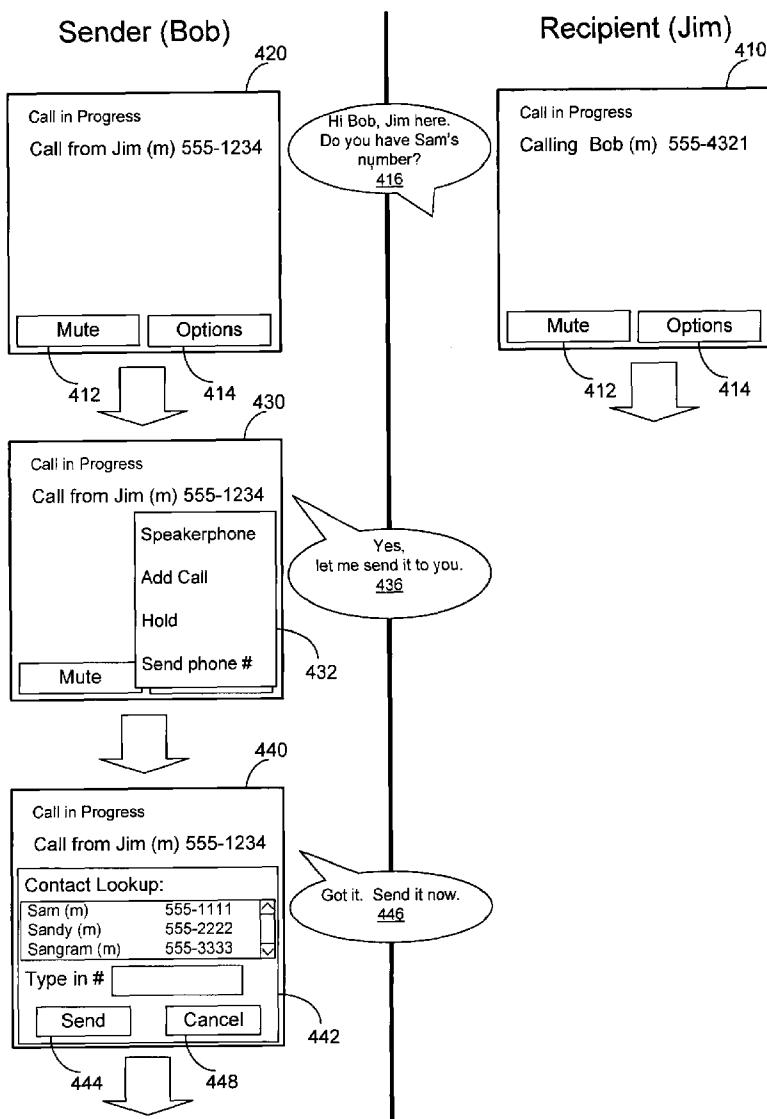 Sender (Bob)
Recipient (Jim)
420
Call in Progress
Call from Jim (m) 555-1234
Mute
Options
412
414
Hi Bob, Jim here.
Do you have Sam's
number?
416
410
Call in Progress
Calling Bob (m) 555-4321
Mute
Options
412
414
430
Call in Progress
Call from Jim (m) 555-1234
Speakerphone
Add Call
Hold
Send phone #
Mute
432
Yes,
let me send it to you.
436
440
Call in Progress
Call from Jim (m) 555-1234
Contact Lookup:
Sam (m) 555-1111
Sandy (m) 555-2222
Sangram (m) 555-3333
Type in #
Send
Cancel
442
444
448
Got it. Send it now.
446